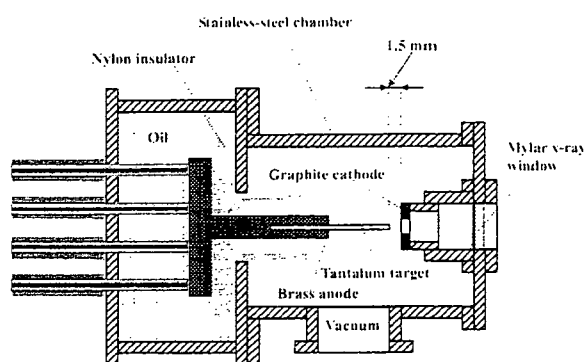 Stainless-steel chamber
1.5 mm
Nylon insulator
Oil
Mylar x-ray
window
Graphite cathode
Tantalum target
Brass anode
Vacuum